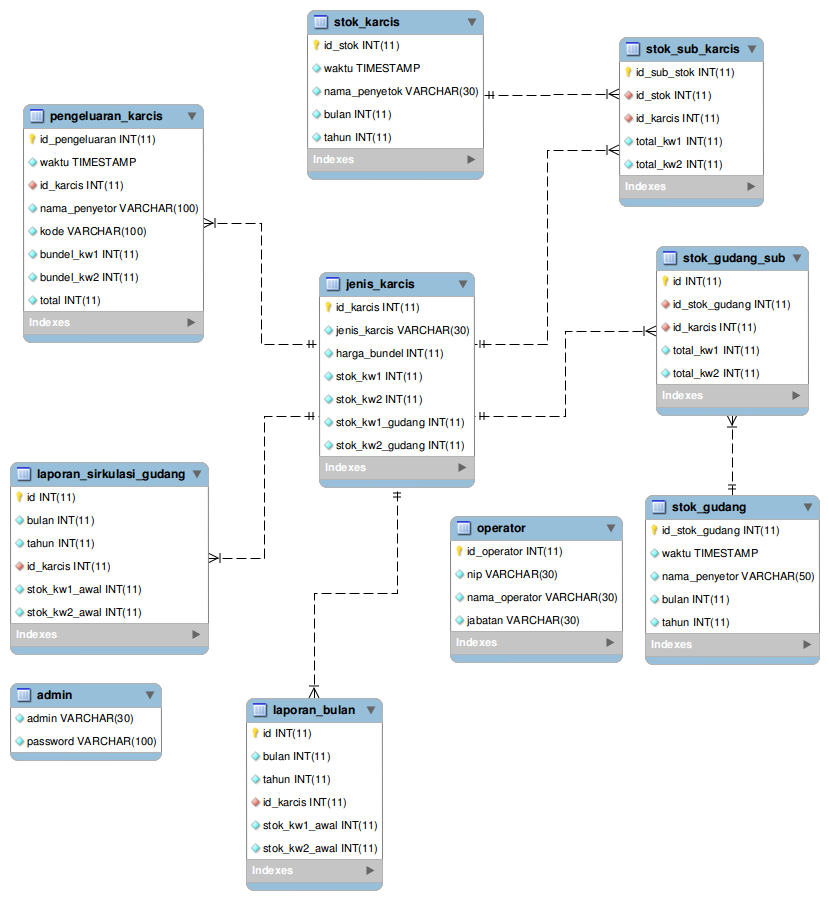 stok_karcis
id_stok INT(11)
waktu TIMESTAMP
nama_penyetok VARCHAR(30)
bulan INT(11)
tahun INT(11)
Indexes
stok_sub_karcis
id_sub_stok INT(11)
id_stok INT(11)
id_karcis INT(11)
total_kw1 INT(11)
total_kw2 INT(11)
Indexes
pengeluaran_karcis
id_pengeluaran INT(11)
waktu TIMESTAMP
id_karcis INT(11)
nama_penyetor VARCHAR(100)
kode VARCHAR(100)
bundel_kw1 INT(11)
bundel_kw2 INT(11)
total INT(11)
Indexes
jenis_karcis
id_karcis INT(11)
jenis_karcis VARCHAR(30)
harga_bundel INT(11)
stok_kw1 INT(11)
stok_kw2 INT(11)
stok_kw1_gudang INT(11)
stok_kw2_gudang INT(11)
Indexes
stok_gudang_sub
id INT(11)
id_stok_gudang INT(11)
id_karcis INT(11)
total_kw1 INT(11)
total_kw2 INT(11)
Indexes
laporan_sirkulasi_gudang
id INT(11)
bulan INT(11)
tahun INT(11)
id_karcis INT(11)
stok_kw1_awal INT(11)
stok_kw2_awal INT(11)
Indexes
operator
id_operator INT(11)
nip VARCHAR(30)
nama_operator VARCHAR(30)
jabatan VARCHAR(30)
Indexes
stok_gudang
id_stok_gudang INT(11)
waktu TIMESTAMP
nama_penyetor VARCHAR(50)
bulan INT(11)
tahun INT(11)
Indexes
admin
admin VARCHAR(30)
password VARCHAR(100)
laporan_bulan
id INT(11)
bulan INT(11)
tahun INT(11)
id_karcis INT(11)
stok_kw1_awal INT(11)
stok_kw2_awal INT(11)
Indexes